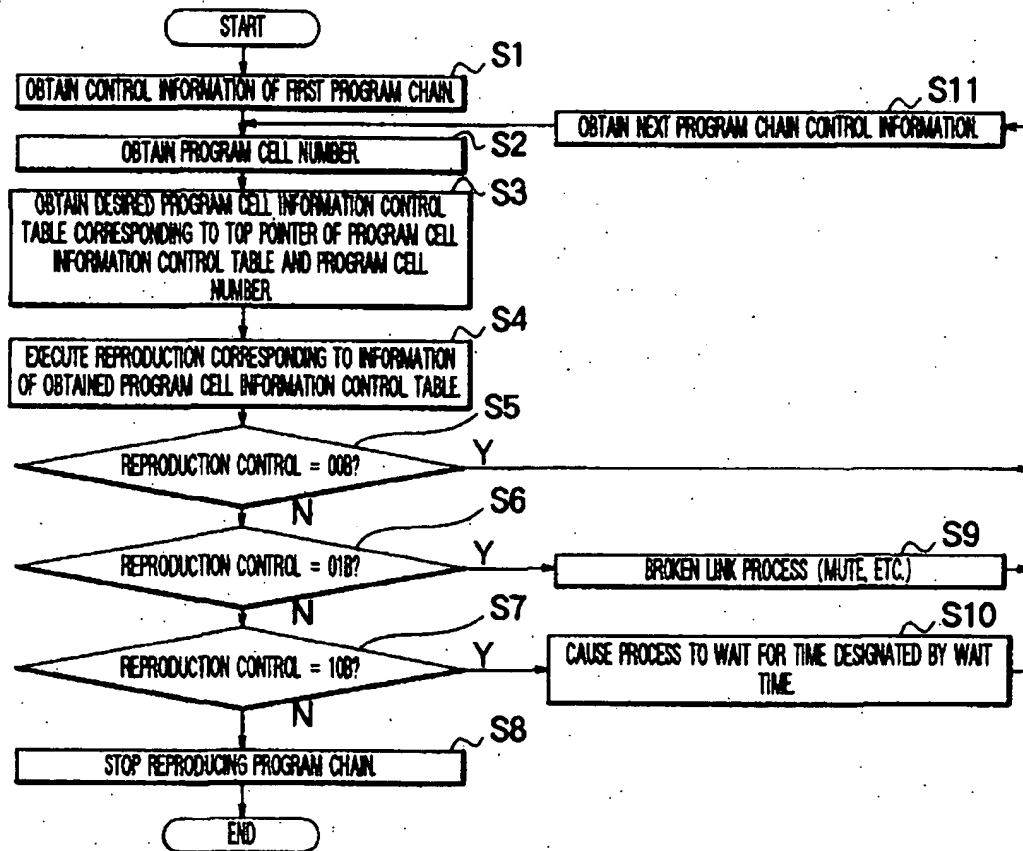 START
S1
OBTAIN CONTROL INFORMATION OF FIRST PROGRAM CHAIN.
S11
OBTAIN NEXT PROGRAM CHAIN CONTROL INFORMATION.
S2
OBTAIN PROGRAM CELL NUMBER.
S3
OBTAIN DESIRED PROGRAM CELL INFORMATION CONTROL
TABLE CORRESPONDING TO TOP POINTER OF PROGRAM CELL
INFORMATION CONTROL TABLE AND PROGRAM CELL
NUMBER.
S4
EXECUTE REPRODUCTION CORRESPONDING TO INFORMATION
OF OBTAINED PROGRAM CELL INFORMATION CONTROL TABLE.
S5
REPRODUCTION CONTROL = 00B?
Y
N
S6
REPRODUCTION CONTROL = 01B?
Y
S9
BROKEN LINK PROCESS (MUTE, ETC.)
N
S7
REPRODUCTION CONTROL = 10B?
Y
S10
CAUSE PROCESS TO WAIT FOR TIME DESIGNATED BY WAIT
TIME.
N
S8
STOP REPRODUCING PROGRAM CHAIN.
END